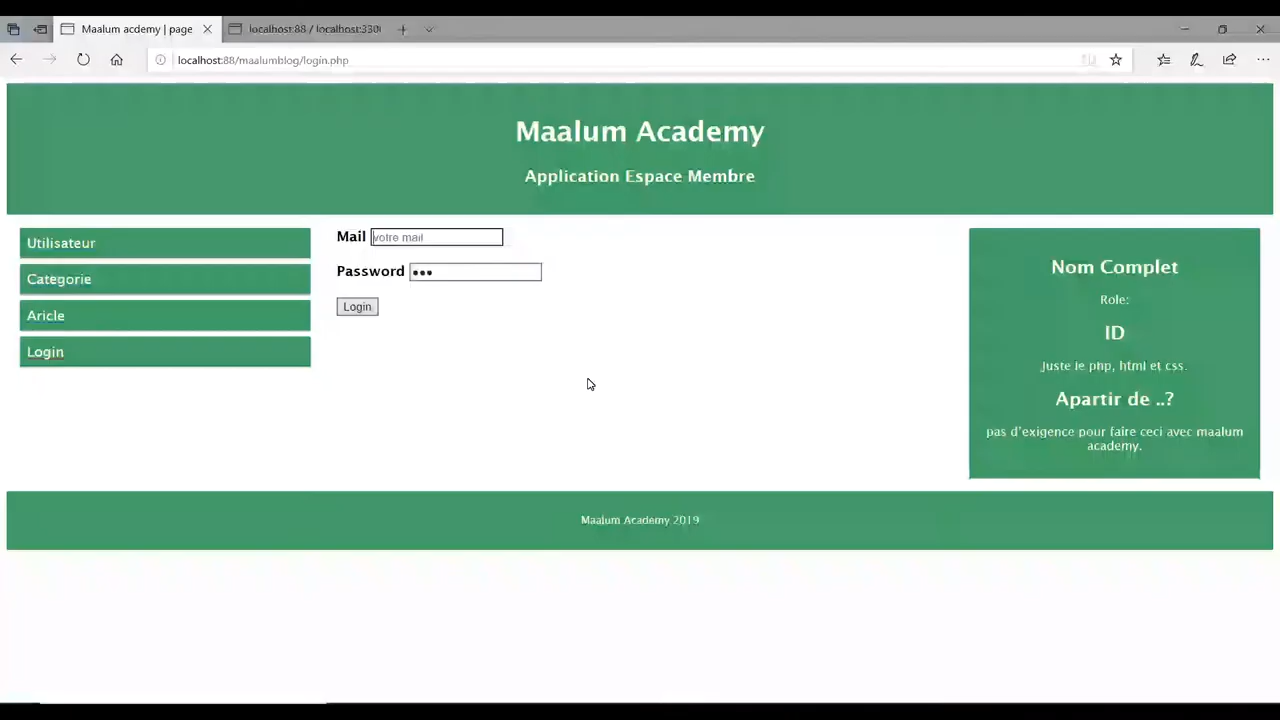 Maalum acdemy | page
localhost:88 / localhost:330
localhost:88/maalumblog/login.php
Maalum Academy
Application Espace Membre
Utilisateur
Categorie
Aricle
Login
Mail votre mail
Password •••
Login
Nom Complet
Role:
ID
Juste le php, html et css.
Apartir de ..?
pas d'exigence pour faire ceci avec maalum
academy.
Maalum Academy 2019